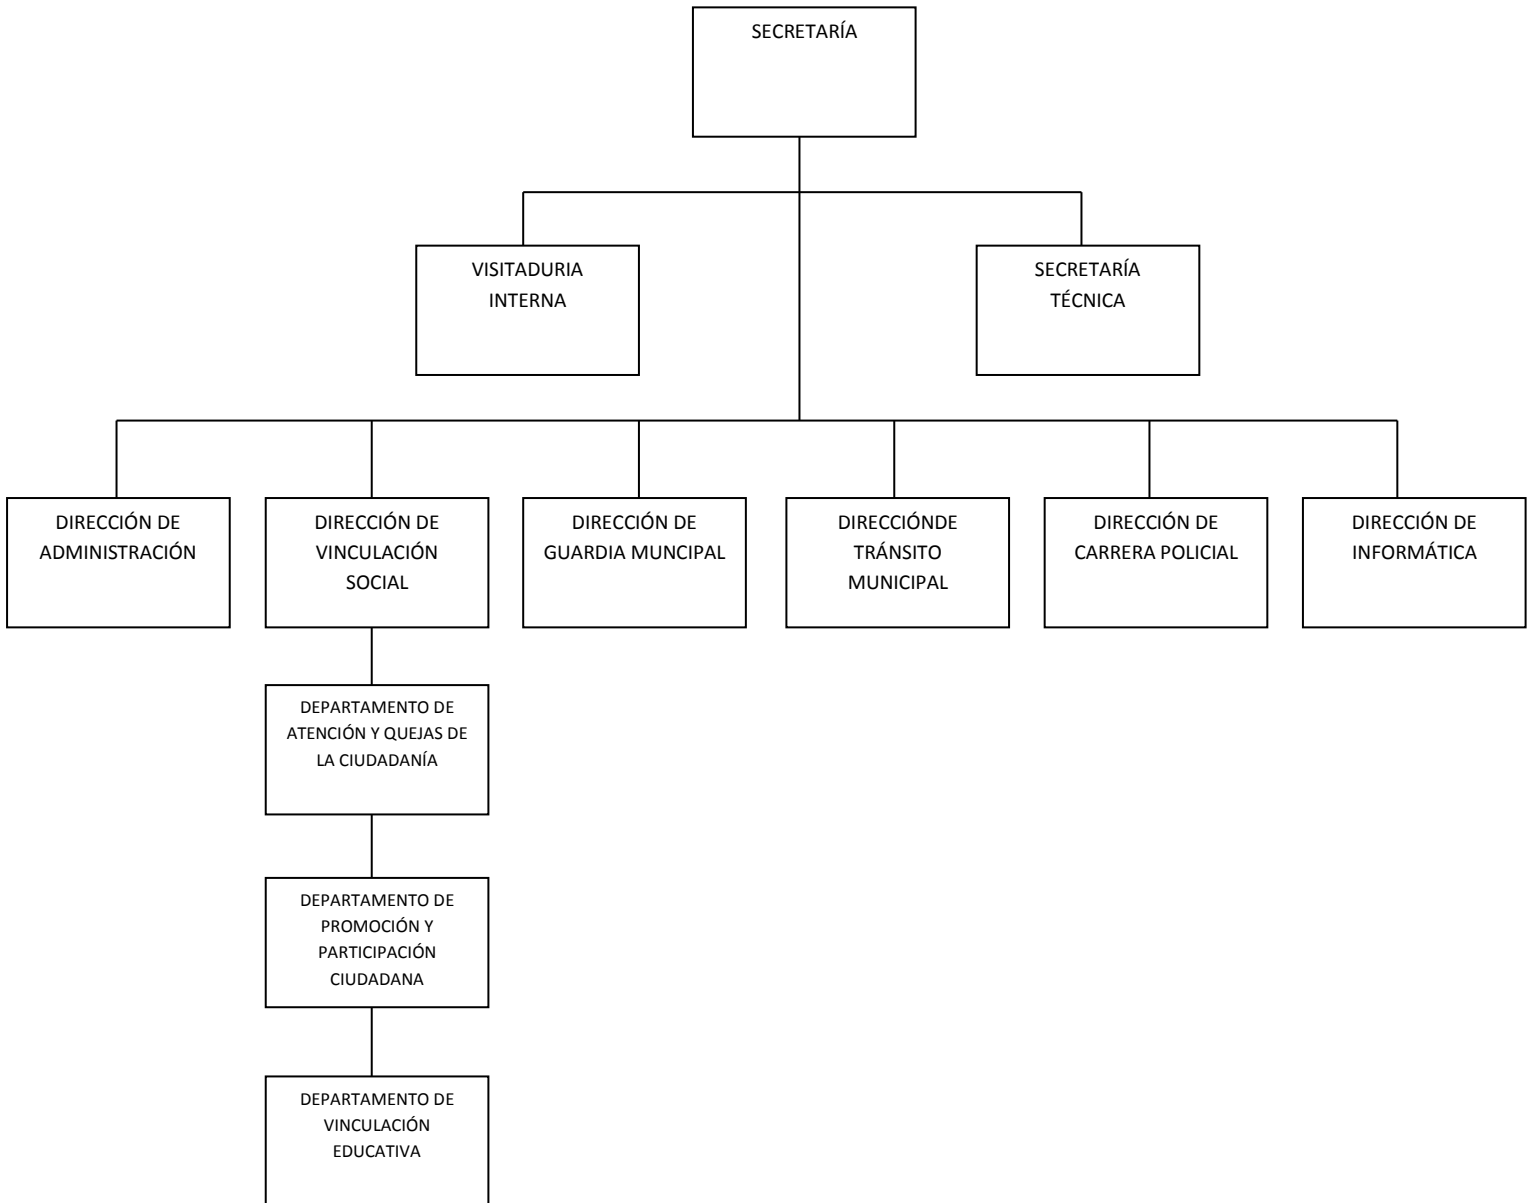 SECRETARÍA
VISITADURIA
INTERNA
SECRETARÍA
TÉCNICA
DIRECCIÓN DE
ADMINISTRACIÓN
DIRECCIÓN DE
VINCULACIÓN
SOCIAL
DIRECCIÓN DE
GUARDIA MUNCIPAL
DIRECCIÓNDE
TRÁNSITO
MUNICIPAL
DIRECCIÓN DE
CARRERA POLICIAL
DIRECCIÓN DE
INFORMÁTICA
DEPARTAMENTO DE
ATENCIÓN Y QUEJAS DE
LA CIUDADANÍA
DEPARTAMENTO DE
PROMOCIÓN Y
PARTICIPACIÓN
CIUDADANA
DEPARTAMENTO DE
VINCULACIÓN
EDUCATIVA